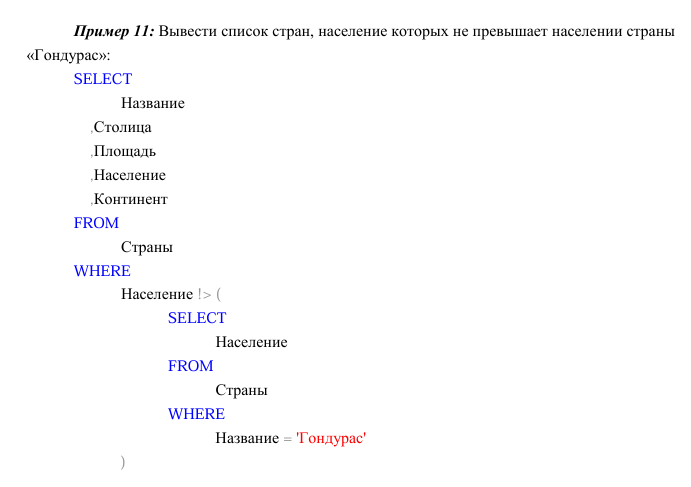 Пример 11: Вывести список стран, население которых не превышает населении страны
«Гондурас»:
SELECT
Название
,Столица
,Площадь
,Население
,Континент
FROM
Страны
WHERE
Население !> (
SELECT
Население
FROM
Страны
WHERE
Название = 'Гондурас'
)